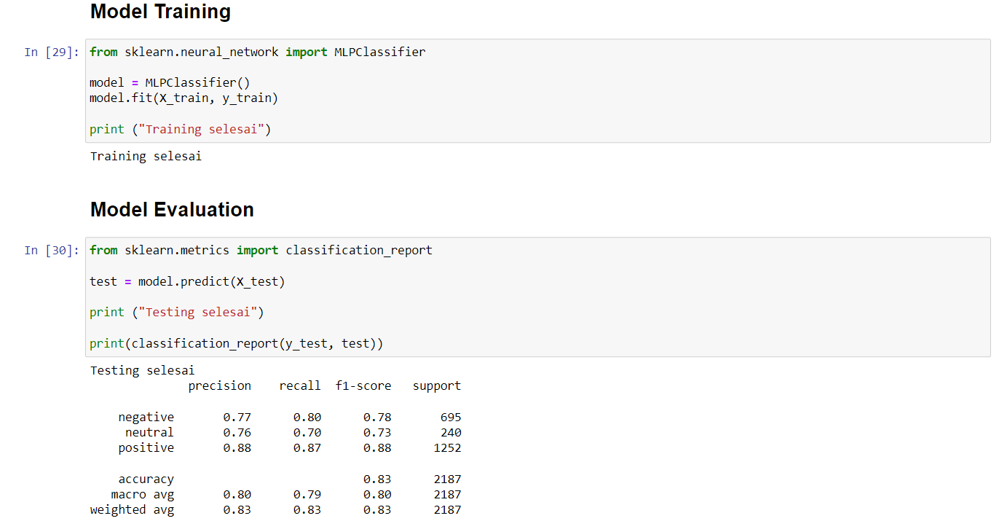 Model Training
In [29]: from sklearn.neural_network import MLPClassifier
model = MLPClassifier()
model.fit(X_train, y_train)
print ("Training selesai")
Training selesai
Model Evaluation
In [30]: from sklearn.metrics import classification_report
test = model.predict(X_test)
print ("Testing selesai")
print(classification_report(y_test, test))
Testing selesai
precision recall f1-score support
negative 0.77 0.80 0.78 695
neutral 0.76 0.70 0.73 240
positive 0.88 0.87 0.88 1252
accuracy 0.83 2187
macro avg 0.80 0.79 0.80 2187
weighted avg 0.83 0.83 0.83 2187